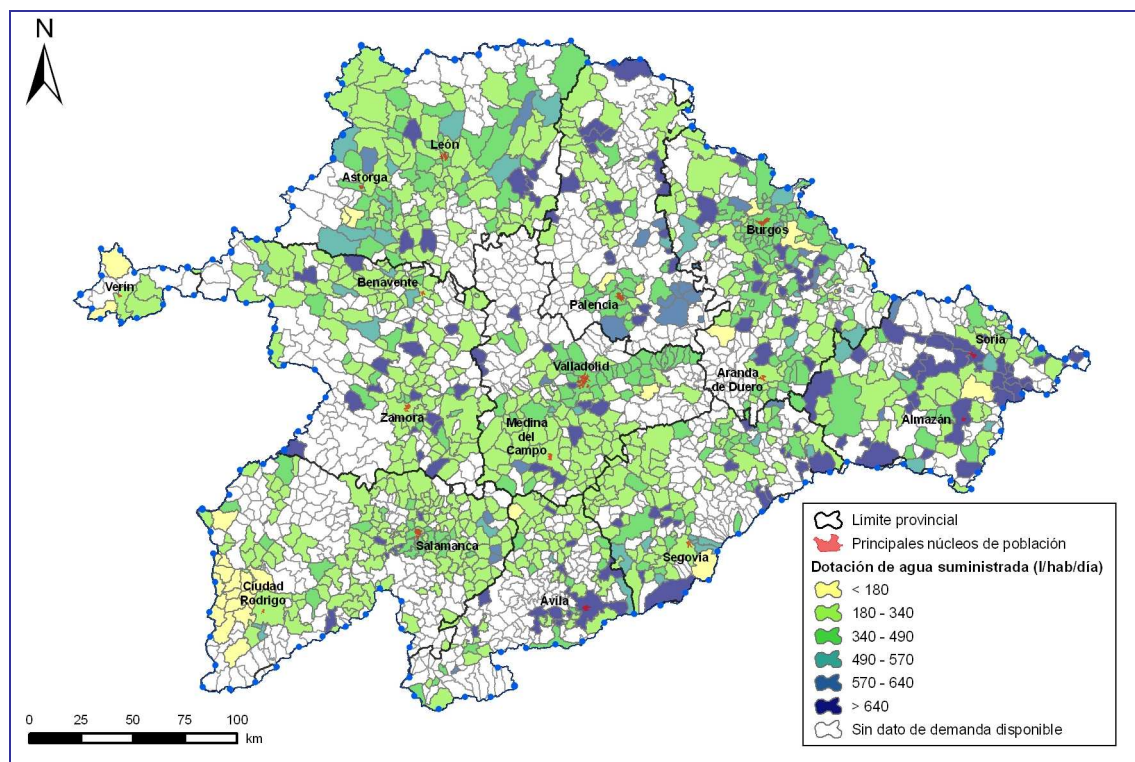 N
León
Astorga
Burgos
Verín
Benavente
Palencia
Soria
Valladolid
Aranda
de Duero
Zamora
Medina
del
Campo
Almazán
Salamanca
Segovia
Ciudad
Rodrigo
Ávila
Límite provincial
Principales núcleos de población
Dotación de agua suministrada (l/hab/día)
< 180
180 - 340
340 - 490
490 - 570
570 - 640
> 640
Sin dato de demanda disponible
0 25 50 75 100
km